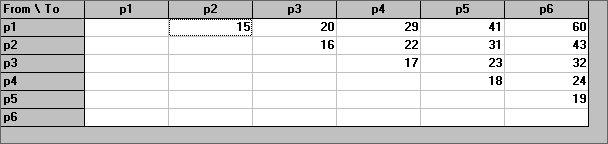 From \ To p1 p2 p3 p4 p5 p6
p1 15 20 29 41 60
p2 16 22 31 43
p3 17 23 32
p4 18 24
p5 19
p6